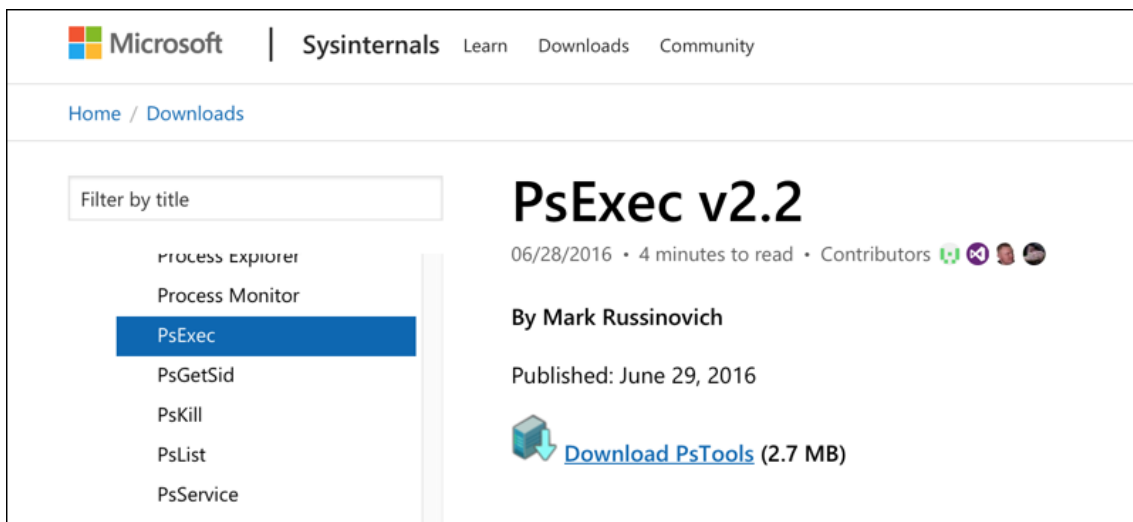 Microsoft | Sysinternals Learn Downloads Community
Home / Downloads
Filter by title
Process Explorer
Process Monitor
PsExec
PsGetSid
PsKill
PsList
PsService
PsExec v2.2
06/28/2016 • 4 minutes to read • Contributors
By Mark Russinovich
Published: June 29, 2016
Download PsTools (2.7 MB)